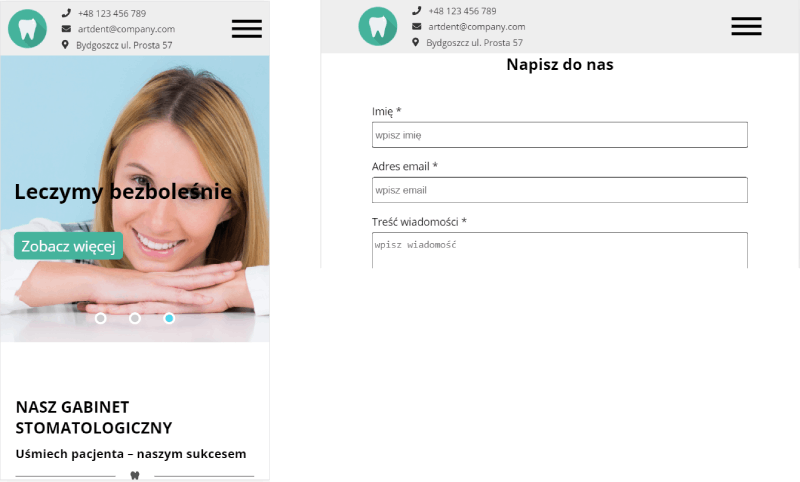 +48 123 456 789
artdent@company.com
Bydgoszcz ul. Prosta 57
Leczymy bezboleśnie
Zobacz więcej
NASZ GABINET
STOMATOLOGICZNY
Uśmiech pacjenta – naszym sukcesem
+48 123 456 789
artdent@company.com
Bydgoszcz ul. Prosta 57
Napisz do nas
Imię *
wpisz imię
Adres email *
wpisz email
Treść wiadomości *
wpisz wiadomość